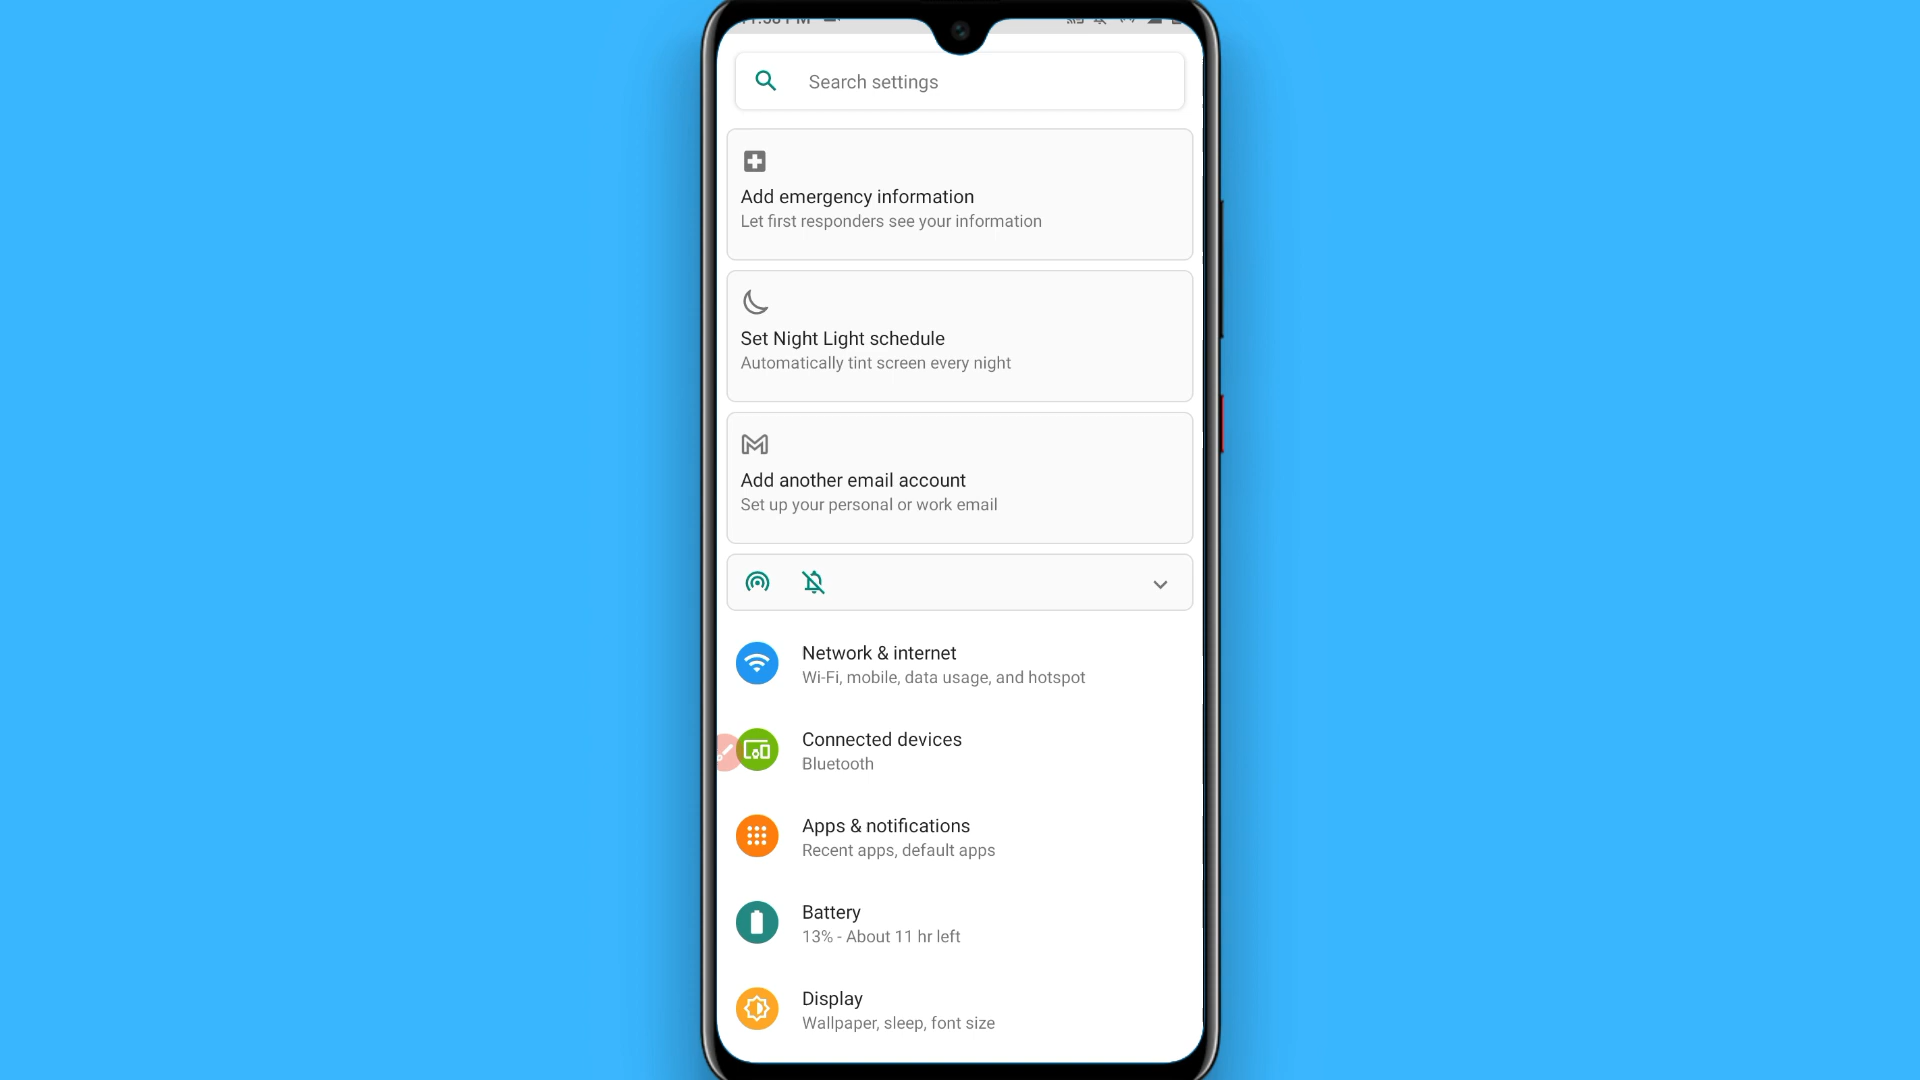 Search settings
Add emergency information
Let first responders see your information
Set Night Light schedule
Automatically tint screen every night
Add another email account
Set up your personal or work email
Network & internet
Wi-Fi, mobile, data usage, and hotspot
Connected devices
Bluetooth
Apps & notifications
Recent apps, default apps
Battery
13% - About 11 hr left
Display
Wallpaper, sleep, font size